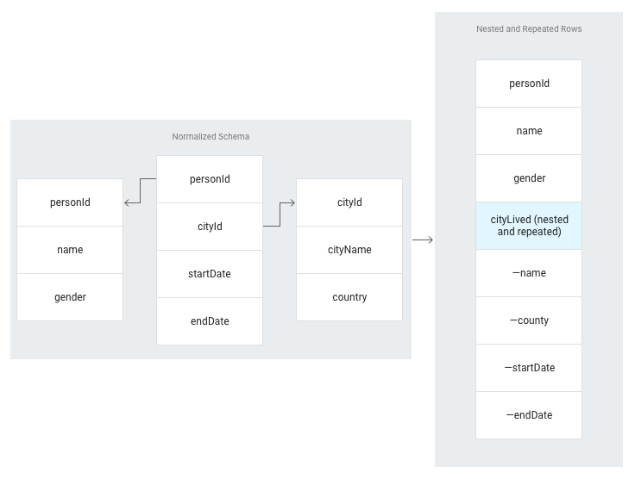 Nested and Repeated Rows
personId
name
gender
cityLived (nested
and repeated)
—name
—county
—startDate
—endDate
Normalized Schema
personId
name
gender
personId
cityId
startDate
endDate
cityId
cityName
country